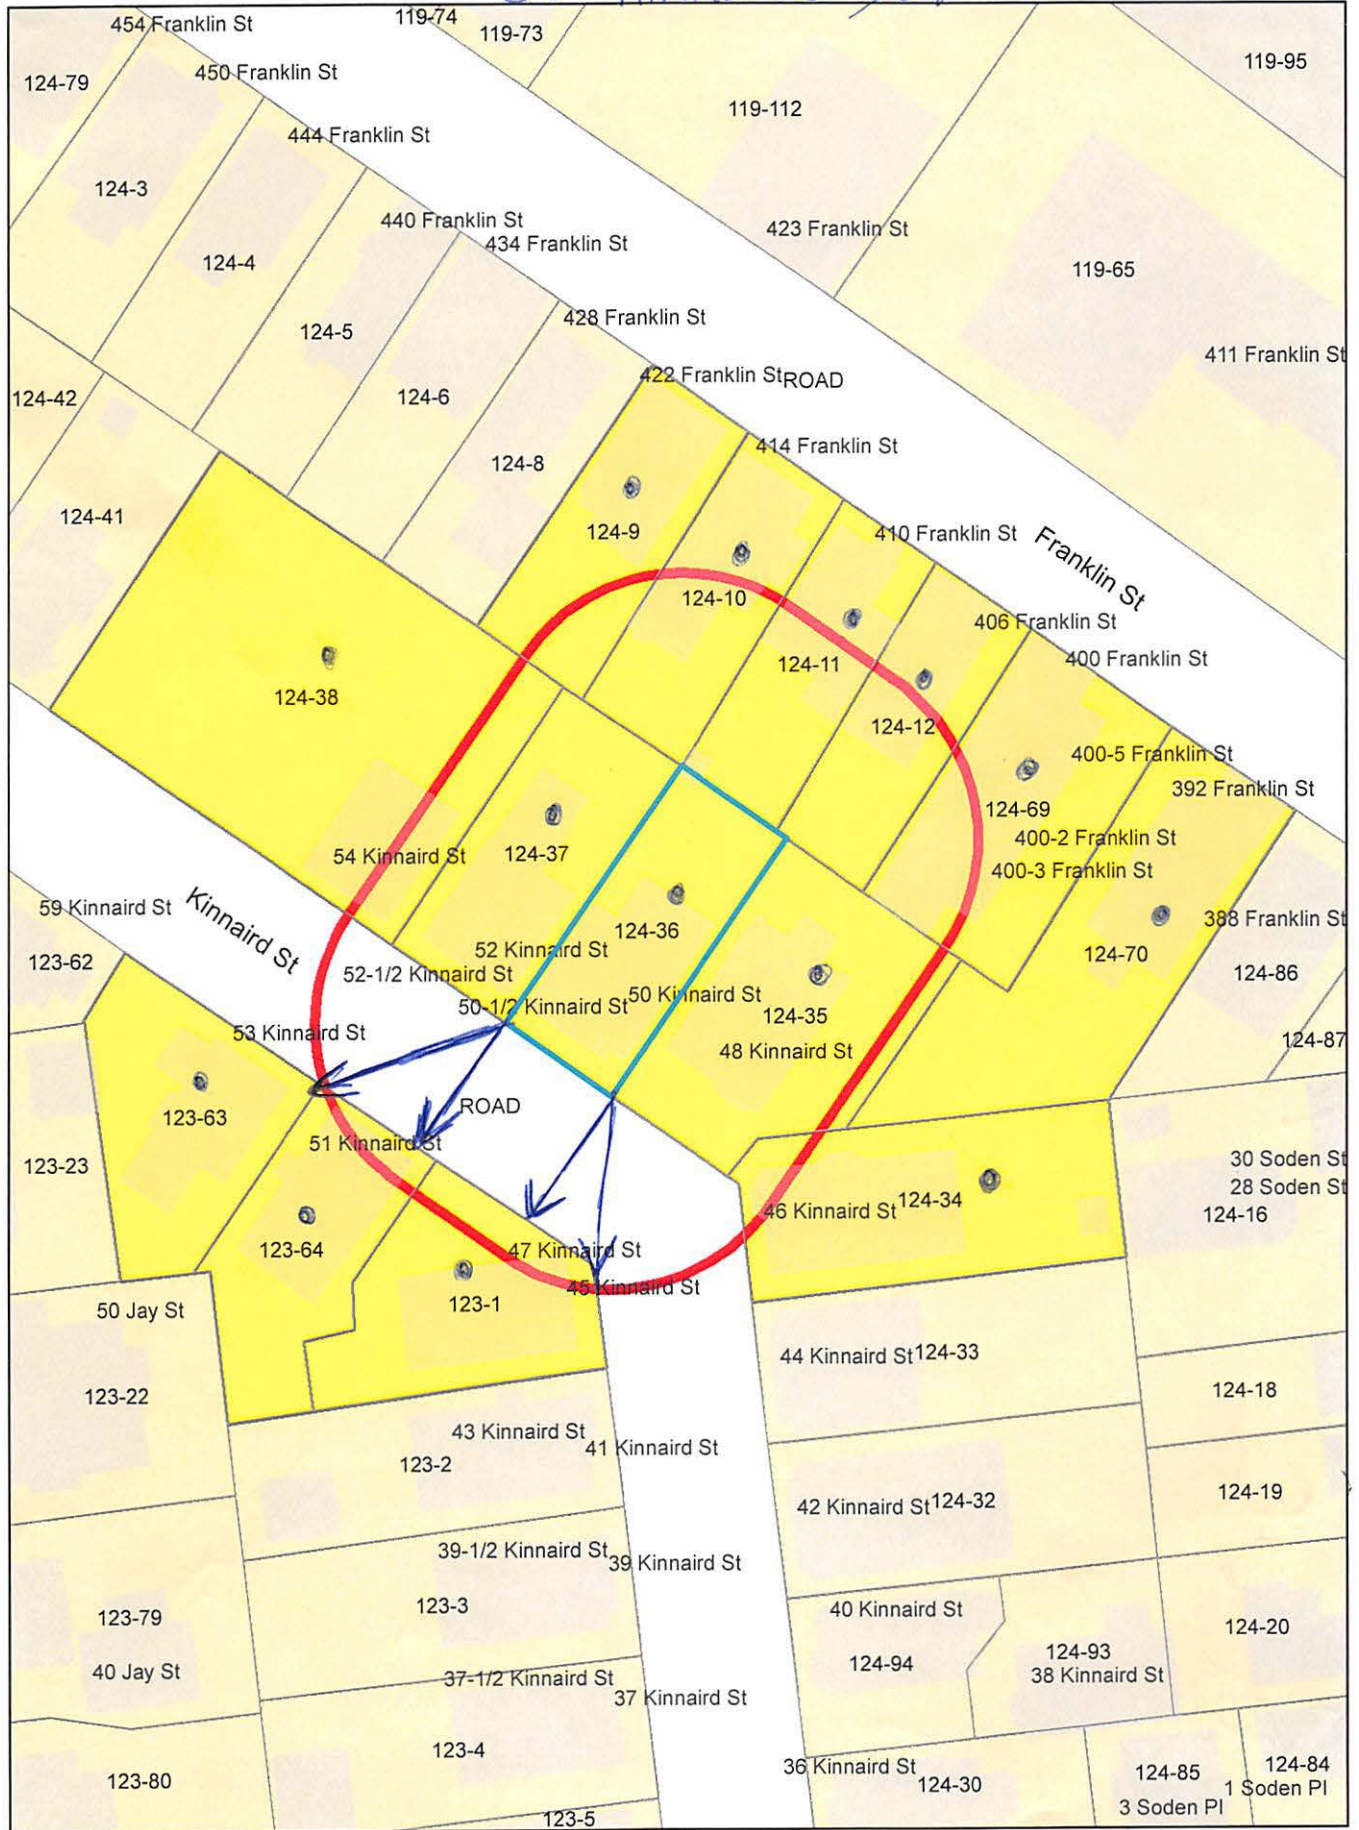 454 Franklin St
119-74
119-73
119-95
124-79
450 Franklin St
119-112
444 Franklin St
124-3
440 Franklin St
434 Franklin St
423 Franklin St
124-4
119-65
428 Franklin St
124-5
411 Franklin St
422 Franklin St
ROAD
124-42
124-6
414 Franklin St
124-8
124-41
124-9
410 Franklin St
Franklin St
124-10
406 Franklin St
124-11
400 Franklin St
124-38
124-12
400-5 Franklin St
392 Franklin St
124-69
400-2 Franklin St
54 Kinnaird St
124-37
400-3 Franklin St
59 Kinnaird St
Kinnaird St
388 Franklin St
124-36
52 Kinnaird St
124-70
123-62
52-1/2 Kinnaird St
124-86
50 Kinnaird St
50-1/2 Kinnaird St
124-35
53 Kinnaird St
124-87
48 Kinnaird St
ROAD
123-63
51 Kinnaird St
123-23
30 Soden St
28 Soden St
46 Kinnaird St
124-34
124-16
123-64
47 Kinnaird St
45 Kinnaird St
50 Jay St
123-1
44 Kinnaird St
124-33
123-22
124-18
43 Kinnaird St
41 Kinnaird St
123-2
124-19
42 Kinnaird St
124-32
39-1/2 Kinnaird St
39 Kinnaird St
123-3
40 Kinnaird St
123-79
124-20
124-93
124-94
40 Jay St
38 Kinnaird St
37-1/2 Kinnaird St
37 Kinnaird St
123-4
36 Kinnaird St
124-84
124-85
123-80
124-30
1 Soden Pl
3 Soden Pl
123-5